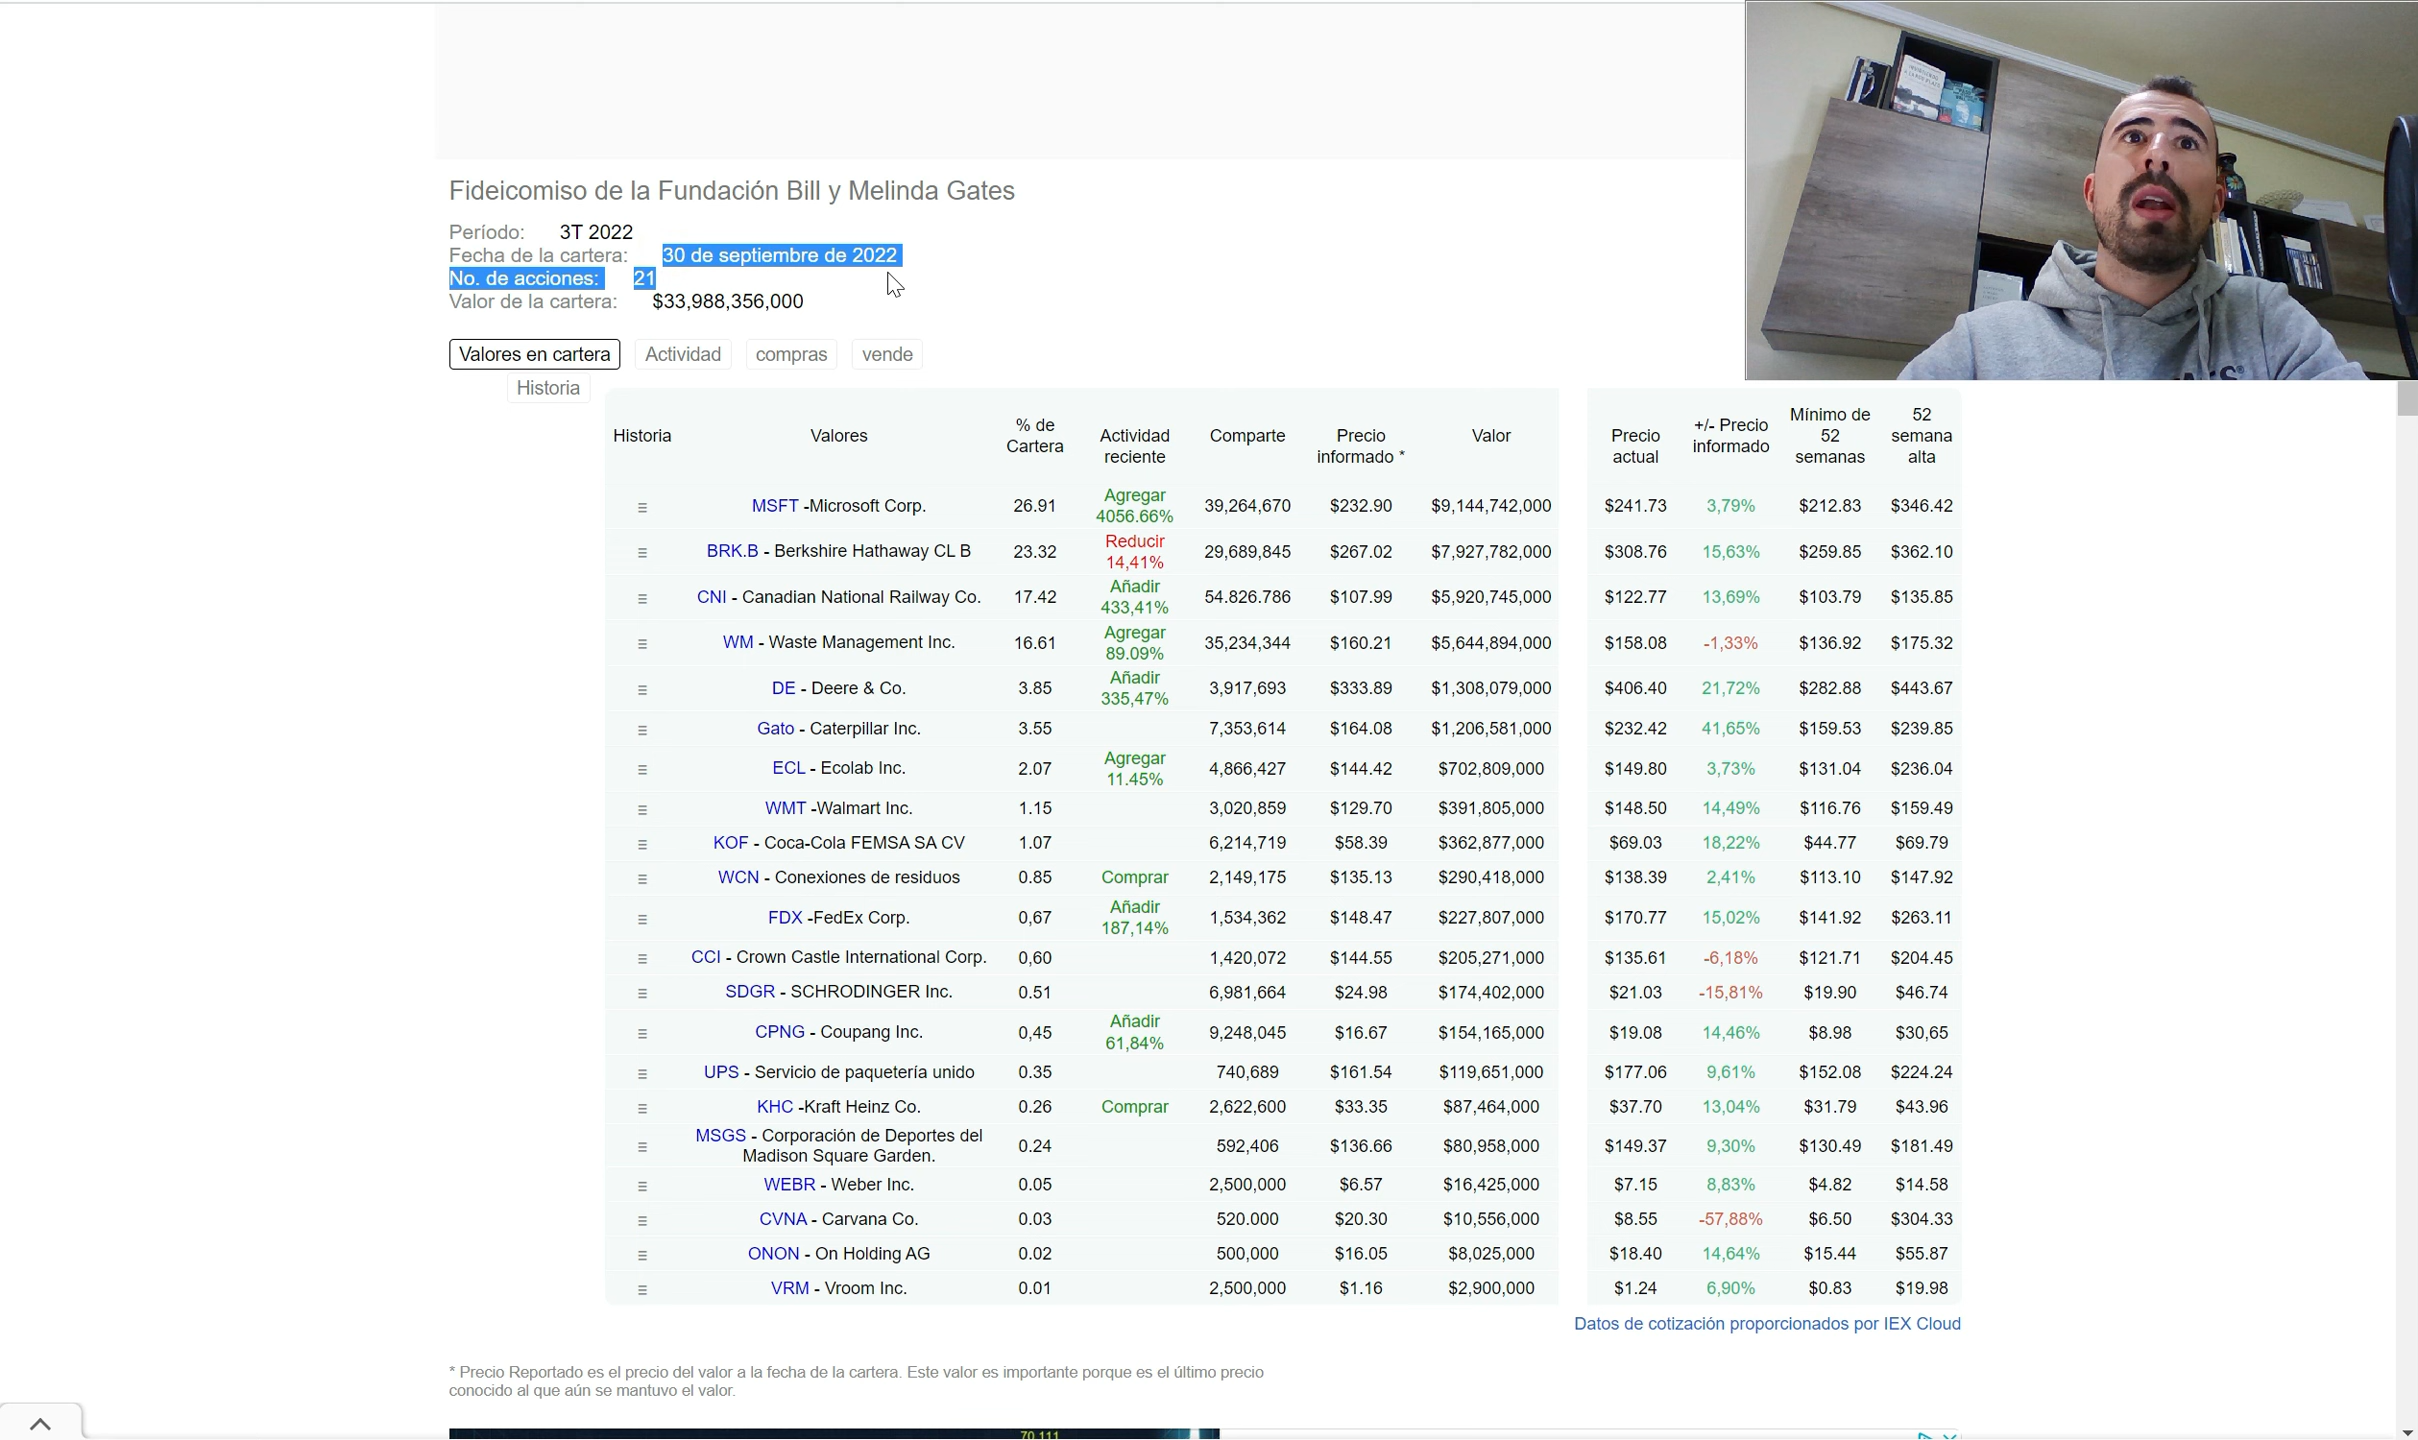 Fideicomiso de la Fundación Bill y Melinda Gates
Período: 3T 2022
Fecha de la cartera: 30 de septiembre de 2022
No. de acciones: 21
Valor de la cartera: $33,988,356,000
Valores en cartera Actividad compras vende
Historia
Historia Valores % de Cartera Actividad reciente Comparte Precio informado * Valor Precio actual +/- Precio informado Mínimo de 52 semanas 52 semana alta
MSFT -Microsoft Corp. 26.91 Agregar 4056.66% 39,264,670 $232.90 $9,144,742,000 $241.73 3,79% $212.83 $346.42
BRK.B - Berkshire Hathaway CL B 23.32 Reducir 14,41% 29,689,845 $267.02 $7,927,782,000 $308.76 15,63% $259.85 $362.10
CNI - Canadian National Railway Co. 17.42 Añadir 433,41% 54.826.786 $107.99 $5,920,745,000 $122.77 13,69% $103.79 $135.85
WM - Waste Management Inc. 16.61 Agregar 89.09% 35,234,344 $160.21 $5,644,894,000 $158.08 -1,33% $136.92 $175.32
DE - Deere & Co. 3.85 Añadir 335,47% 3,917,693 $333.89 $1,308,079,000 $406.40 21,72% $282.88 $443.67
Gato - Caterpillar Inc. 3.55 7,353,614 $164.08 $1,206,581,000 $232.42 41,65% $159.53 $239.85
ECL - Ecolab Inc. 2.07 Agregar 11.45% 4,866,427 $144.42 $702,809,000 $149.80 3,73% $131.04 $236.04
WMT -Walmart Inc. 1.15 3,020,859 $129.70 $391,805,000 $148.50 14,49% $116.76 $159.49
KOF - Coca-Cola FEMSA SA CV 1.07 6,214,719 $58.39 $362,877,000 $69.03 18,22% $44.77 $69.79
WCN - Conexiones de residuos 0.85 Comprar 2,149,175 $135.13 $290,418,000 $138.39 2,41% $113.10 $147.92
FDX -FedEx Corp. 0,67 Añadir 187,14% 1,534,362 $148.47 $227,807,000 $170.77 15,02% $141.92 $263.11
CCI - Crown Castle International Corp. 0,60 1,420,072 $144.55 $205,271,000 $135.61 -6,18% $121.71 $204.45
SDGR - SCHRODINGER Inc. 0.51 6,981,664 $24.98 $174,402,000 $21.03 -15,81% $19.90 $46.74
CPNG - Coupang Inc. 0,45 Añadir 61,84% 9,248,045 $16.67 $154,165,000 $19.08 14,46% $8.98 $30,65
UPS - Servicio de paquetería unido 0.35 740,689 $161.54 $119,651,000 $177.06 9,61% $152.08 $224.24
KHC -Kraft Heinz Co. 0.26 Comprar 2,622,600 $33.35 $87,464,000 $37.70 13,04% $31.79 $43.96
MSGS - Corporación de Deportes del Madison Square Garden. 0.24 592,406 $136.66 $80,958,000 $149.37 9,30% $130.49 $181.49
WEBR - Weber Inc. 0.05 2,500,000 $6.57 $16,425,000 $7.15 8,83% $4.82 $14.58
CVNA - Carvana Co. 0.03 520.000 $20.30 $10,556,000 $8.55 -57,88% $6.50 $304.33
ONON - On Holding AG 0.02 500,000 $16.05 $8,025,000 $18.40 14,64% $15.44 $55.87
VRM - Vroom Inc. 0.01 2,500,000 $1.16 $2,900,000 $1.24 6,90% $0.83 $19.98
Datos de cotización proporcionados por IEX Cloud
* Precio Reportado es el precio del valor a la fecha de la cartera. Este valor es importante porque es el último precio
conocido al que aún se mantuvo el valor.